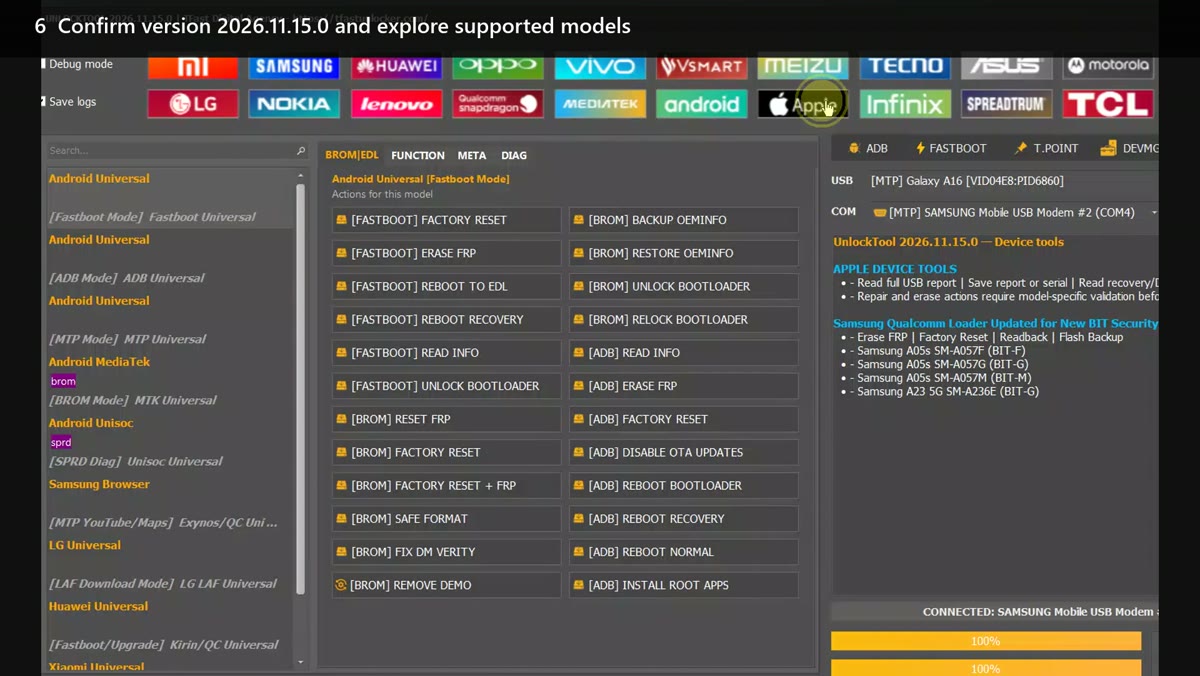 6 Confirm version 2026.11.15.0 and explore supported models
Debug mode
mi
SAMSUNG
HUAWEI
oppo
vivo
VSMART
MEIZU
TECNO
ASUS
motorola
Save logs
LG
NOKIA
lenovo
Qualcomm
snapdragon
MEDIATEK
android
Apple
Infinix
SPREADTRUM
TCL
Search...
Android Universal
[Fastboot Mode] Fastboot Universal
Android Universal
[ADB Mode] ADB Universal
Android Universal
[MTP Mode] MTP Universal
Android MediaTek
brom
[BROM Mode] MTK Universal
Android Unisoc
sprd
[SPRD Diag] Unisoc Universal
Samsung Browser
[MTP YouTube/Maps] Exynos/QC Uni ...
LG Universal
[LAF Download Mode] LG LAF Universal
Huawei Universal
[Fastboot/Upgrade] Kirin/QC Universal
Xiaomi Universal
BROM|EDL FUNCTION META DIAG
Android Universal [Fastboot Mode]
Actions for this model
[FASTBOOT] FACTORY RESET
[BROM] BACKUP OEMINFO
[FASTBOOT] ERASE FRP
[BROM] RESTORE OEMINFO
[FASTBOOT] REBOOT TO EDL
[BROM] UNLOCK BOOTLOADER
[FASTBOOT] REBOOT RECOVERY
[BROM] RELOCK BOOTLOADER
[FASTBOOT] READ INFO
[ADB] READ INFO
[FASTBOOT] UNLOCK BOOTLOADER
[ADB] ERASE FRP
[BROM] RESET FRP
[ADB] FACTORY RESET
[BROM] FACTORY RESET
[ADB] DISABLE OTA UPDATES
[BROM] FACTORY RESET + FRP
[ADB] REBOOT BOOTLOADER
[BROM] SAFE FORMAT
[ADB] REBOOT RECOVERY
[BROM] FIX DM VERITY
[ADB] REBOOT NORMAL
[BROM] REMOVE DEMO
[ADB] INSTALL ROOT APPS
ADB FASTBOOT T.POINT DEVMG
USB [MTP] Galaxy A16 [VID04E8:PID6860]
COM [MTP] SAMSUNG Mobile USB Modem #2 (COM4)
UnlockTool 2026.11.15.0 — Device tools
APPLE DEVICE TOOLS
- Read full USB report | Save report or serial | Read recovery/D
- Repair and erase actions require model-specific validation befo
Samsung Qualcomm Loader Updated for New BIT Security
- Erase FRP | Factory Reset | Readback | Flash Backup
- Samsung A05s SM-A057F (BIT-F)
- Samsung A05s SM-A057G (BIT-G)
- Samsung A05s SM-A057M (BIT-M)
- Samsung A23 5G SM-A236E (BIT-G)
CONNECTED: SAMSUNG Mobile USB Modem
100%
100%